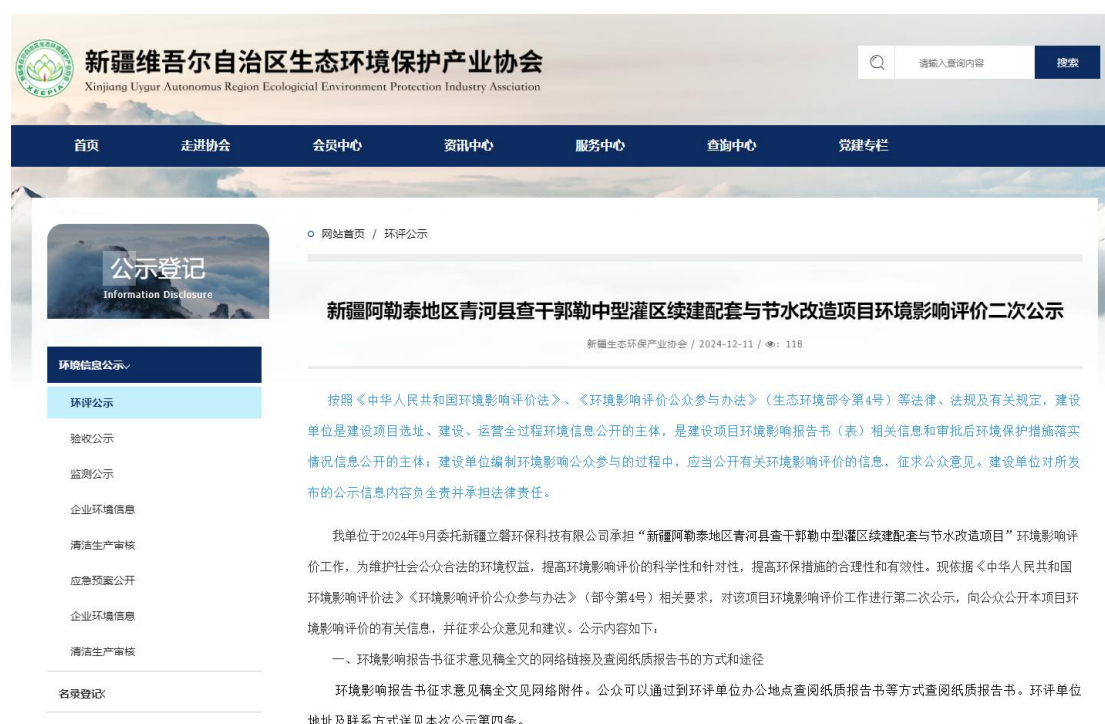 新疆维吾尔自治区生态环境保护产业协会
Xinjiang Uygur Autonomus Region Ecologicial Environment Protection Industry Assciation
XEEPIA
请输入查询内容
搜索
首页 走进协会 会员中心 资讯中心 服务中心 查询中心 党建专栏
公示登记
Information Disclosure
环境信息公示
环评公示
验收公示
监测公示
企业环境信息
清洁生产审核
应急预案公开
企业环境信息
清洁生产审核
名录登记
网站首页 / 环评公示
新疆阿勒泰地区青河县查干郭勒中型灌区续建配套与节水改造项目环境影响评价二次公示
新疆生态环保产业协会 / 2024-12-11 / : 118
按照《中华人民共和国环境影响评价法》、《环境影响评价公众参与办法》（生态环境部令第4号）等法律、法规及有关规定，建设
单位是建设项目选址、建设、运营全过程环境信息公开的主体，是建设项目环境影响报告书（表）相关信息和审批后环境保护措施落实
情况信息公开的主体；建设单位编制环境影响公众参与的过程中，应当公开有关环境影响评价的信息，征求公众意见。建设单位对所发
布的公示信息内容负全责并承担法律责任。
我单位于2024年9月委托新疆立磐环保科技有限公司承担“新疆阿勒泰地区青河县查干郭勒中型灌区续建配套与节水改造项目”环境影响评
价工作，为维护社会公众合法的环境权益，提高环境影响评价的科学性和针对性，提高环保措施的合理性和有效性。现依据《中华人民共和国
环境影响评价法》《环境影响评价公众参与办法》（部令第4号）相关要求，对该项目环境影响评价工作进行第二次公示，向公众公开本项目环
境影响评价的有关信息，并征求公众意见和建议。公示内容如下：
一、环境影响报告书征求意见稿全文的网络链接及查阅纸质报告书的方式和途径
环境影响报告书征求意见稿全文见网络附件。公众可以通过到环评单位办公地点查阅纸质报告书等方式查阅纸质报告书。环评单位
地址及联系方式详见本次公示第四条。